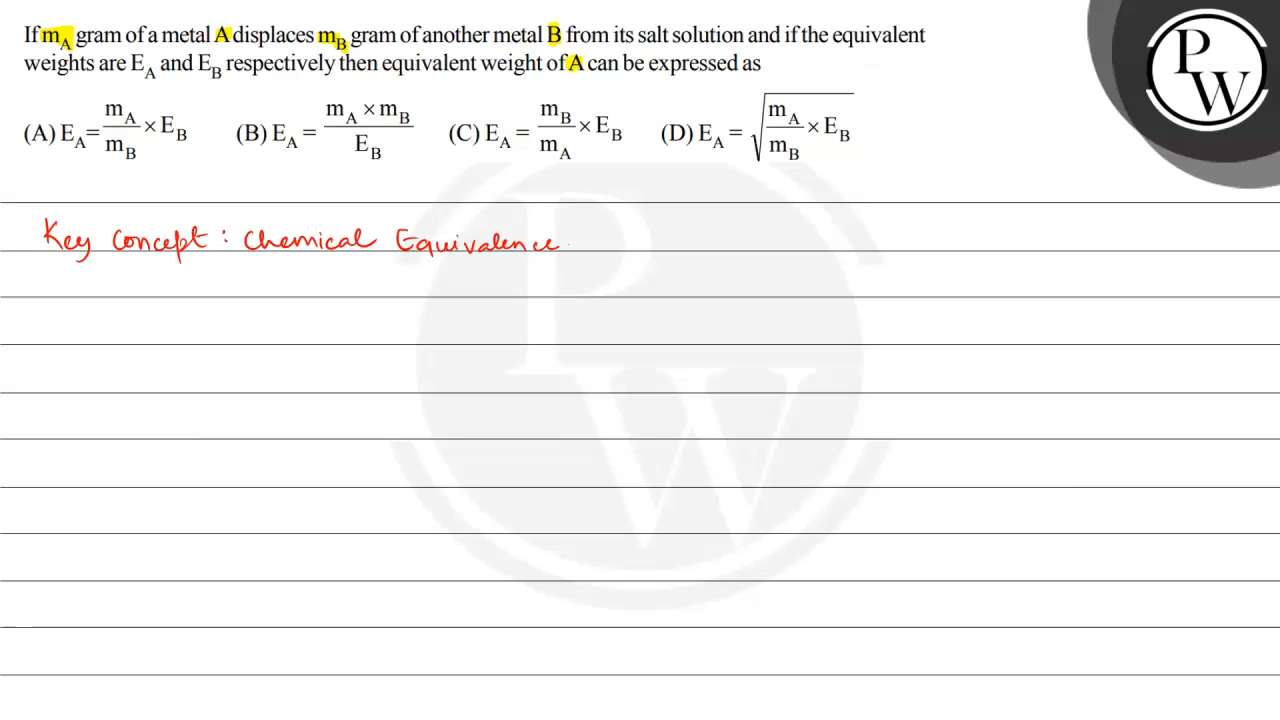 If m_A gram of a metal A displaces m_B gram of another metal B from its salt solution and if the equivalent
weights are E_A and E_B respectively then equivalent weight of A can be expressed as
(A) E_A = m_A/m_B × E_B (B) E_A = (m_A × m_B)/E_B (C) E_A = m_B/m_A × E_B (D) E_A = √(m_A/m_B × E_B)
Key concept : Chemical Equivalence
P
W
P
W